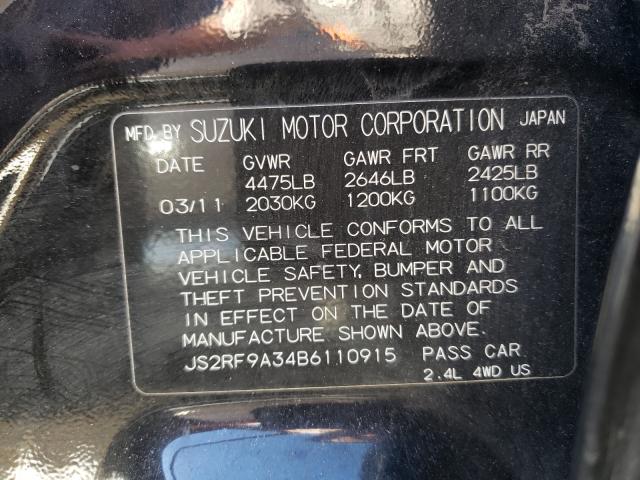 MFD BY SUZUKI MOTOR CORPORATION JAPAN
DATE GVWR GAWR FRT GAWR RR
4475LB 2646LB 2425LB
03/11 2030KG 1200KG 1100KG
THIS VEHICLE CONFORMS TO ALL
APPLICABLE FEDERAL MOTOR
VEHICLE SAFETY, BUMPER AND
THEFT PREVENTION STANDARDS
IN EFFECT ON THE DATE OF
MANUFACTURE SHOWN ABOVE.
JS2RF9A34B6110915 PASS CAR
2.4L 4WD US